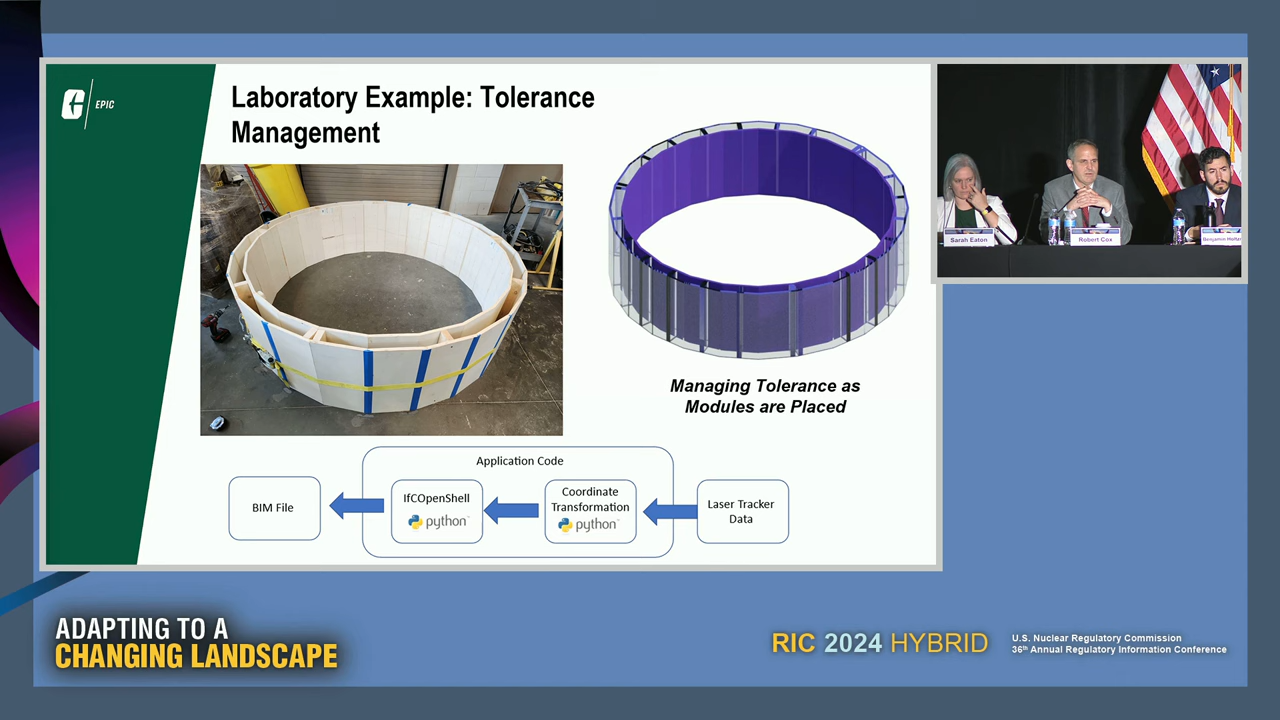 EPIC
Laboratory Example: Tolerance
Management
Managing Tolerance as
Modules are Placed
Application Code
BIM File
IfCOpenShell
python
Coordinate
Transformation
python
Laser Tracker
Data
Sarah Eaton
Robert Cox
Benjamin
ADAPTING TO A
CHANGING LANDSCAPE
RIC 2024 HYBRID
U.S. Nuclear Regulatory Commission
36th Annual Regulatory Information Conference